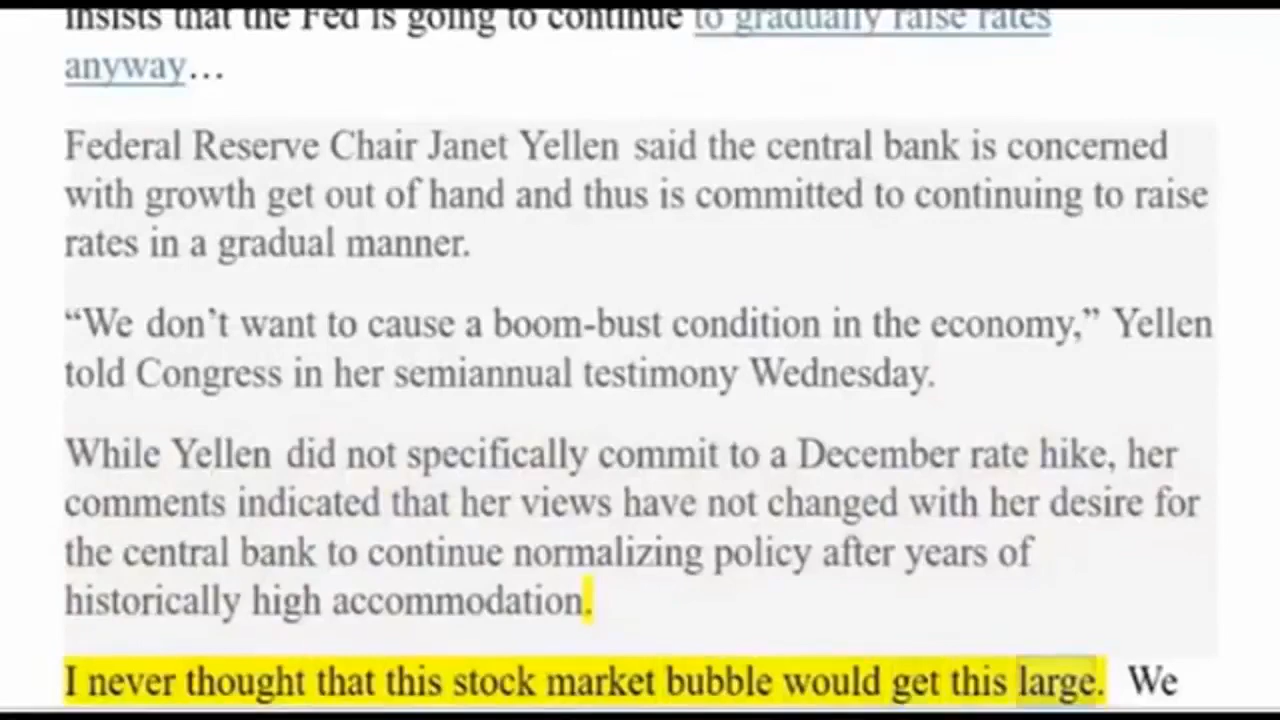 insists that the Fed is going to continue to gradually raise rates
anyway…
Federal Reserve Chair Janet Yellen said the central bank is concerned
with growth get out of hand and thus is committed to continuing to raise
rates in a gradual manner.
“We don’t want to cause a boom-bust condition in the economy,” Yellen
told Congress in her semiannual testimony Wednesday.
While Yellen did not specifically commit to a December rate hike, her
comments indicated that her views have not changed with her desire for
the central bank to continue normalizing policy after years of
historically high accommodation.
I never thought that this stock market bubble would get this large. We